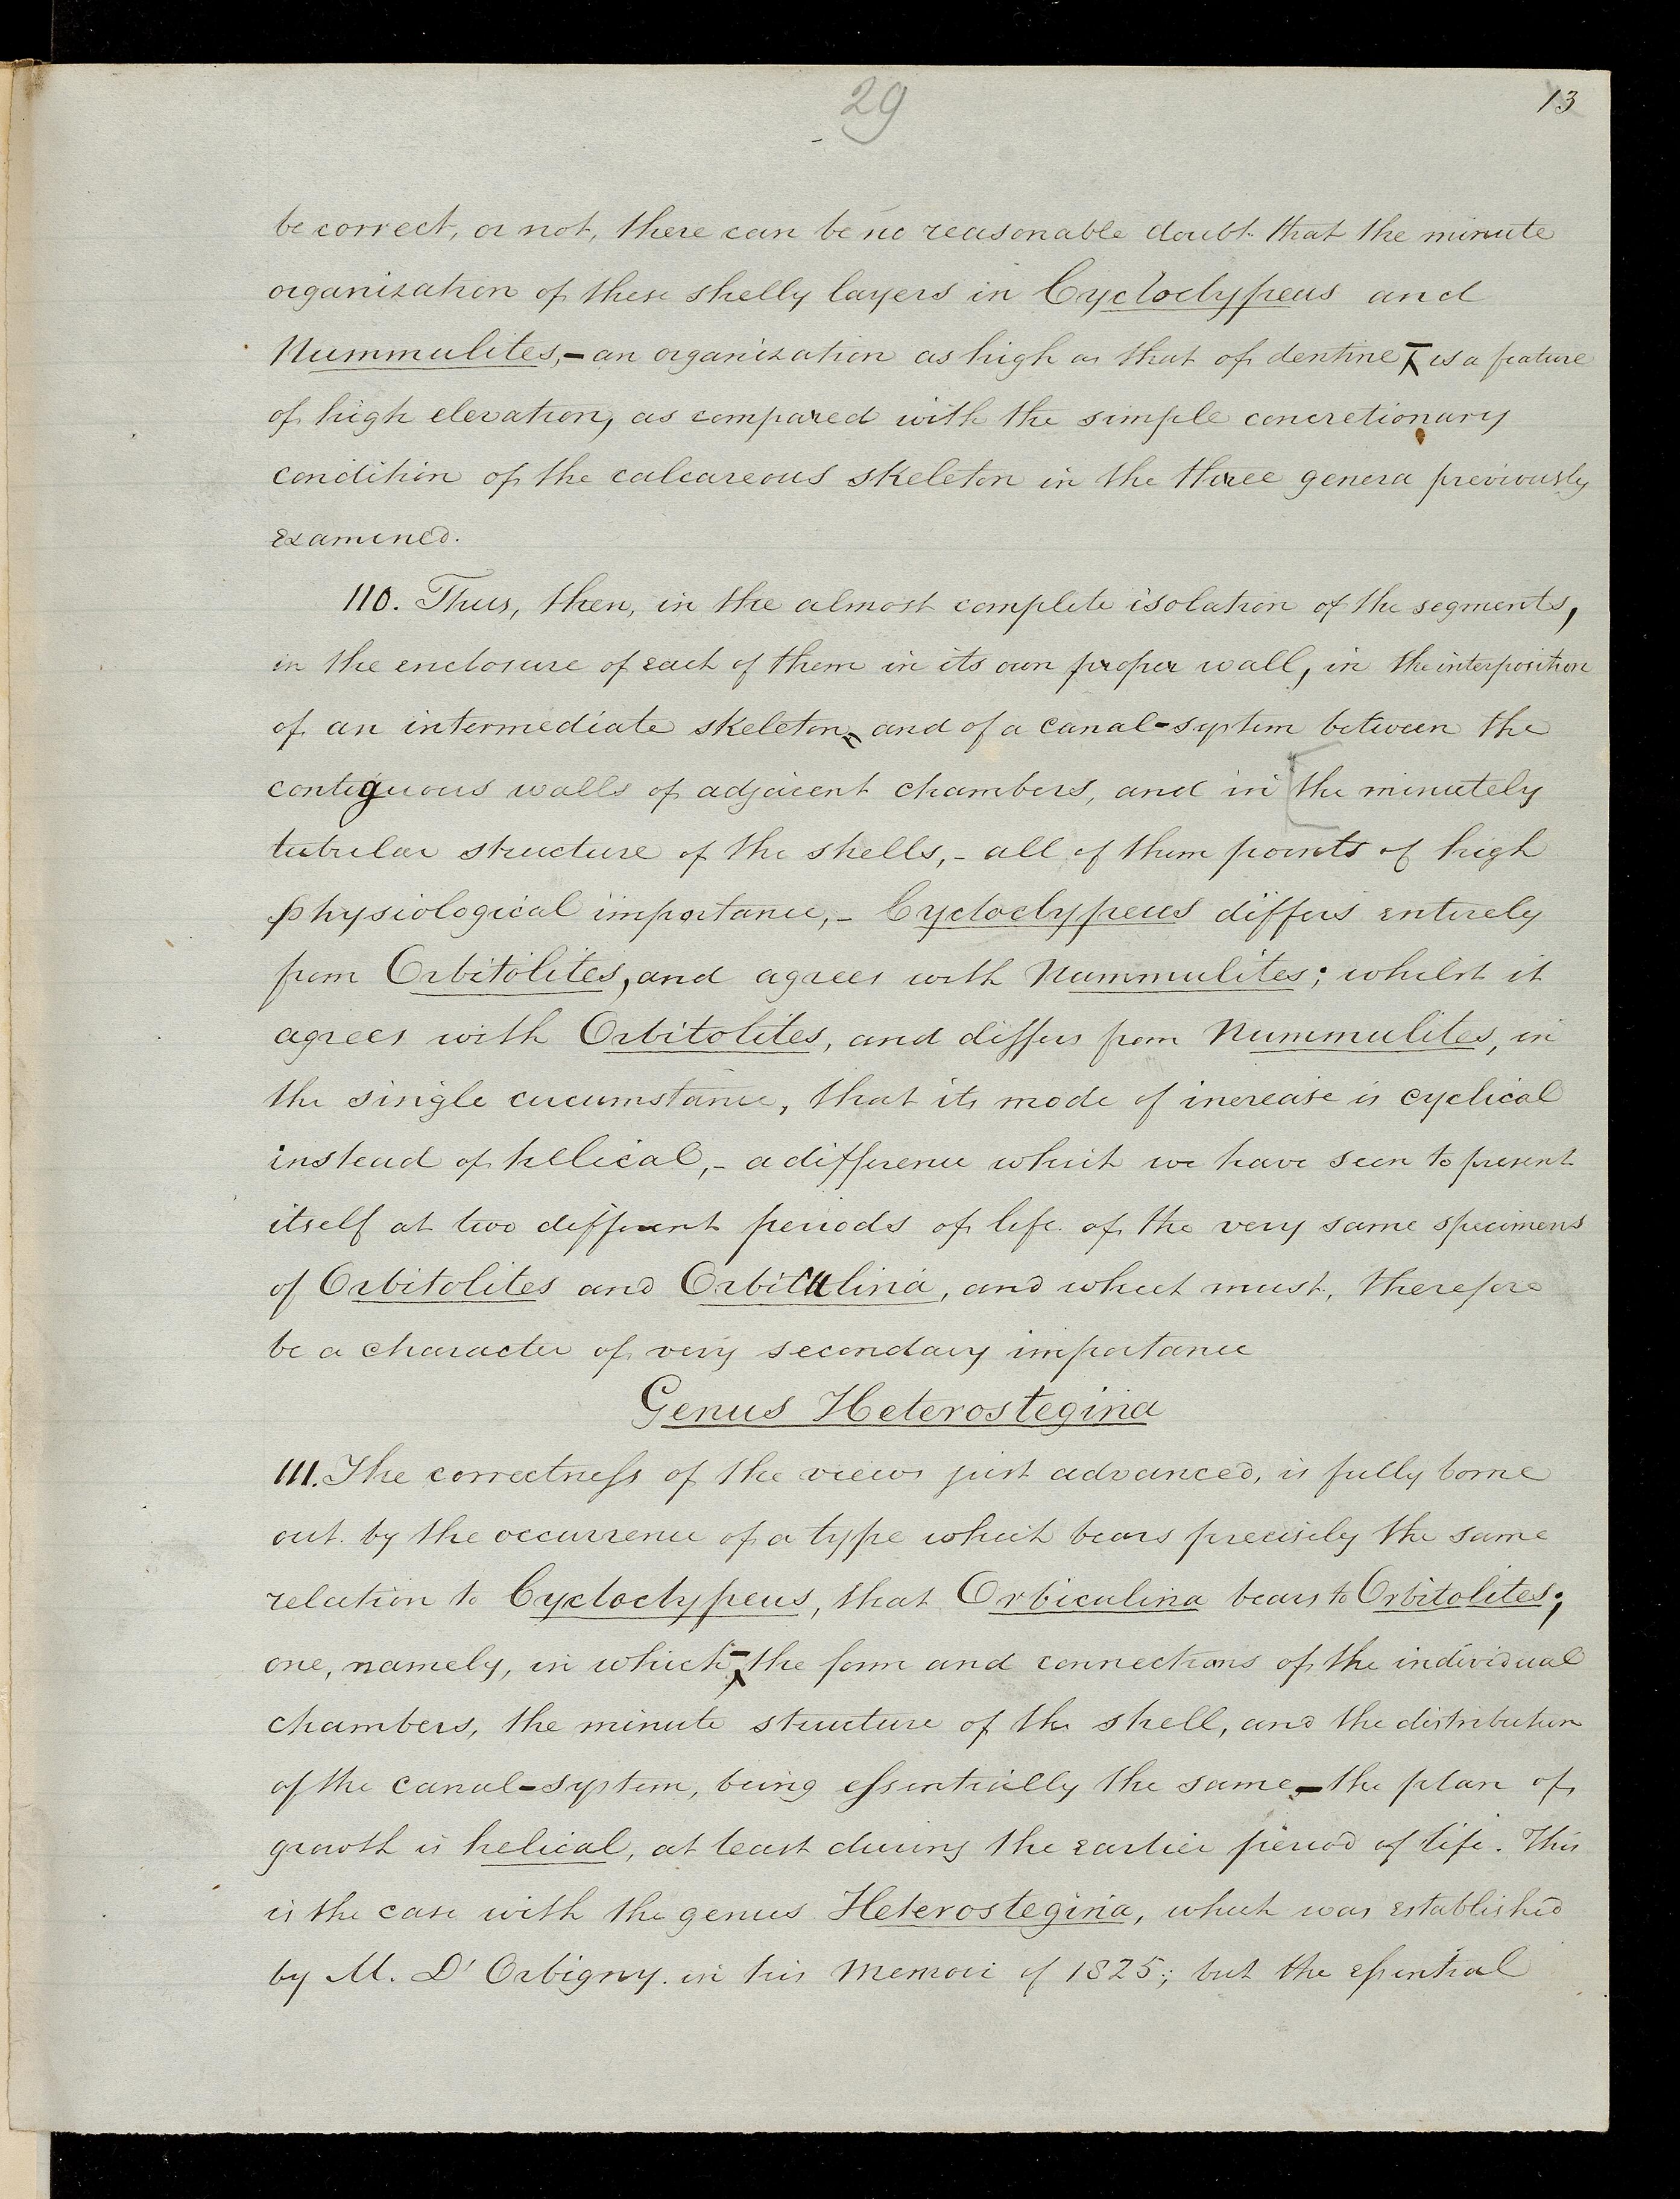 29
13
be correct, or not, there can be no reasonable doubt that the minute
organization of these shelly layers in Cycloclypeus and
Nummulites,-an organization as high as that of dentine,- is a feature
of high elevation, as compared with the simple concretionary
condition of the calcareous skeleton in the three genera previously
examined.
110. Thus, then, in the almost complete isolation of the segments,
in the enclosure of each of them in its own proper wall, in the interposition
of an intermediate skeleton, and of a canal-system between the
contiguous walls of adjacent chambers, and in [the minutely
tubular structure of the shells,- all of them points of high
physiological importance,- Cycloclypeus differs entirely
from Orbitolites, and agrees with Nummulites; whilst it
agrees with Orbitolites, and differs from Nummulites, in
the single circumstance, that its mode of increase is cyclical
instead of helical,- a difference which we have seen to present
itself at two different periods of life of the very same specimens
of Orbitolites and Orbiculina, and which must, therefore
be a character of very secondary importance
Genus Heterostegina
111. The correctness of the views just advanced, is fully borne
out by the occurrence of a type which bears precisely the same
relation to Cycloclypeus, that Orbiculina bears to Orbitolites;
one, namely, in which,-the form and connections of the individual
chambers, the minute structure of the shell, and the distribution
of the canal-system, being essentially the same,-the plan of
growth is helical, at least during the earlier period of life. This
is the case with the genus Heterostegina, which was established
by M. D'Orbigny in his Memoir of 1825; but the essential